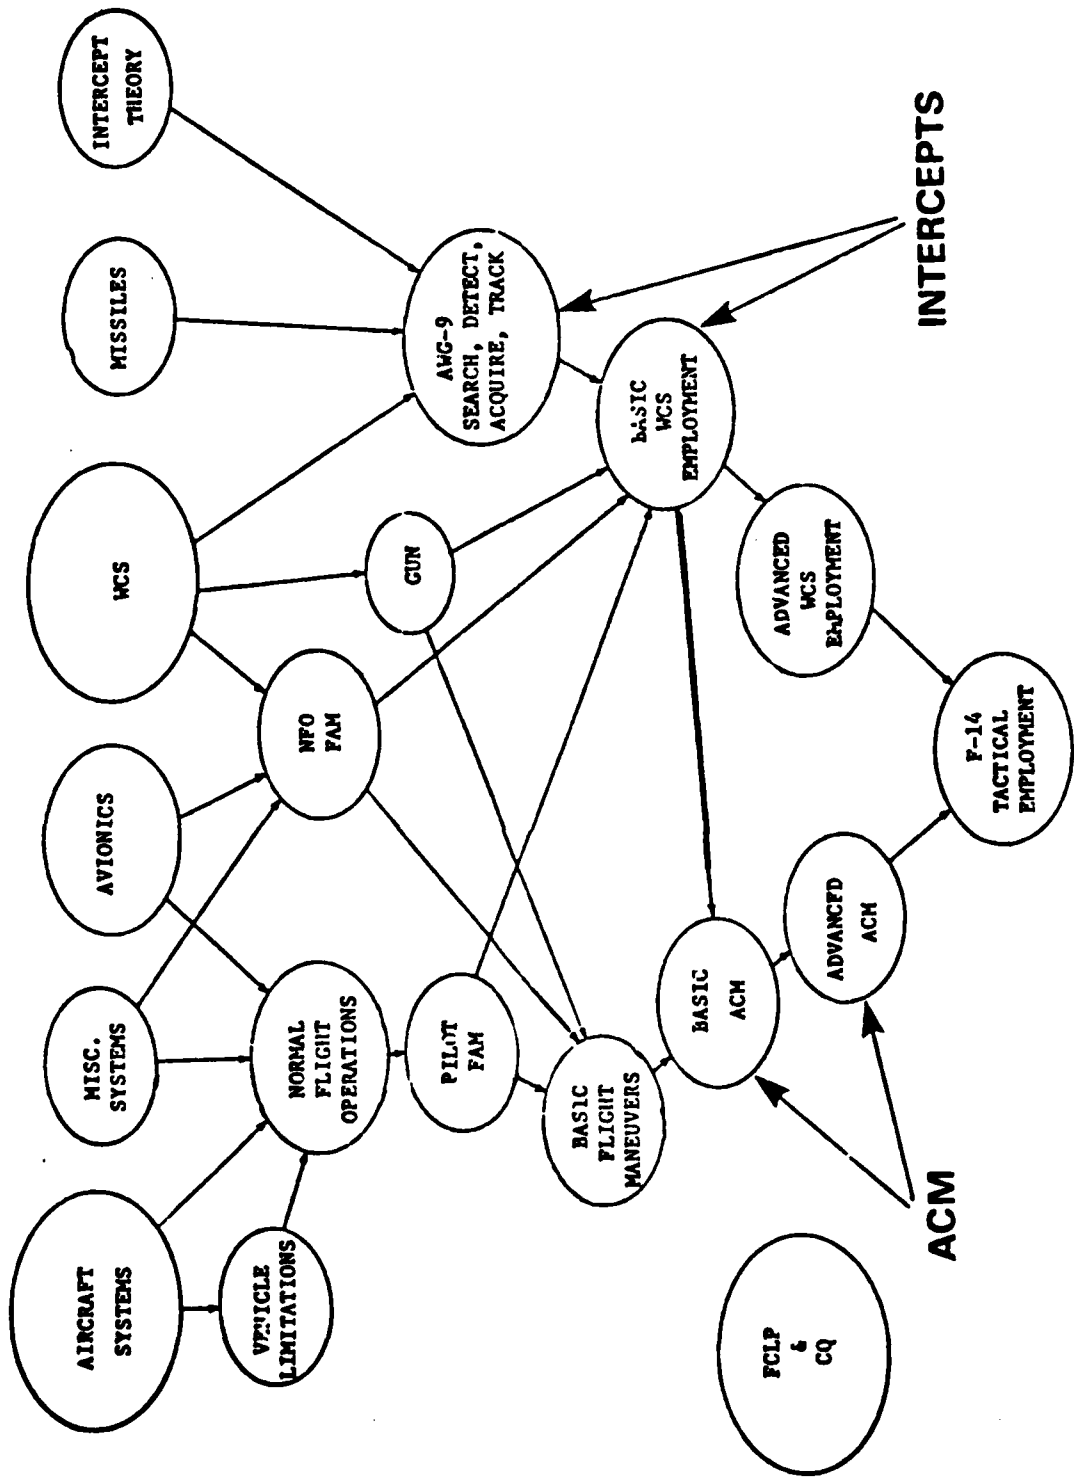 AIRCRAFT
SYSTEMS
MISC.
SYSTEMS
AVIONICS
WCS
MISSILES
INTERCEPT
THEORY
VEHICLE
LIMITATIONS
NORMAL
FLIGHT
OPERATIONS
NFO
FAM
GUN
AWG-9
SEARCH, DETECT,
ACQUIRE, TRACK
PILOT
FAM
BASIC
FLIGHT
MANEUVERS
BASIC
WCS
EMPLOYMENT
BASIC
ACM
ADVANCED
WCS
EMPLOYMENT
FCLP
&
CQ
ADVANCED
ACM
F-14
TACTICAL
EMPLOYMENT
ACM
INTERCEPTS